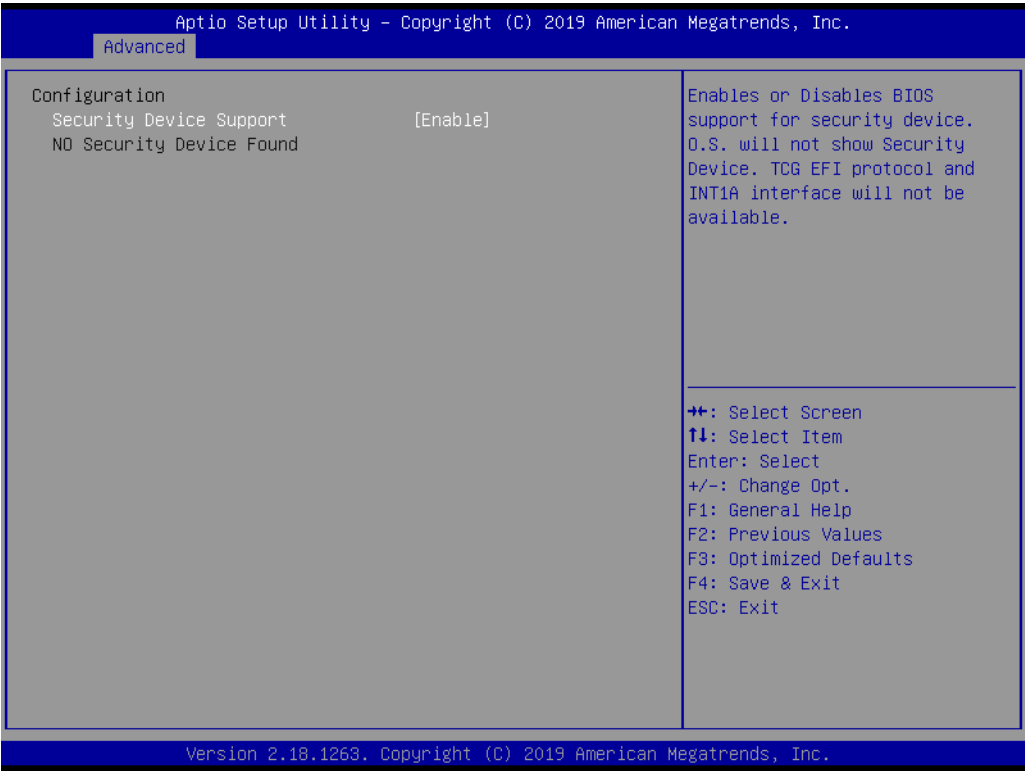 Aptio Setup Utility – Copyright (C) 2019 American Megatrends, Inc.
Advanced
Configuration
Security Device Support [Enable]
NO Security Device Found
Enables or Disables BIOS
support for security device.
O.S. will not show Security
Device. TCG EFI protocol and
INT1A interface will not be
available.
→←: Select Screen
↑↓: Select Item
Enter: Select
+/-: Change Opt.
F1: General Help
F2: Previous Values
F3: Optimized Defaults
F4: Save & Exit
ESC: Exit
Version 2.18.1263. Copyright (C) 2019 American Megatrends, Inc.